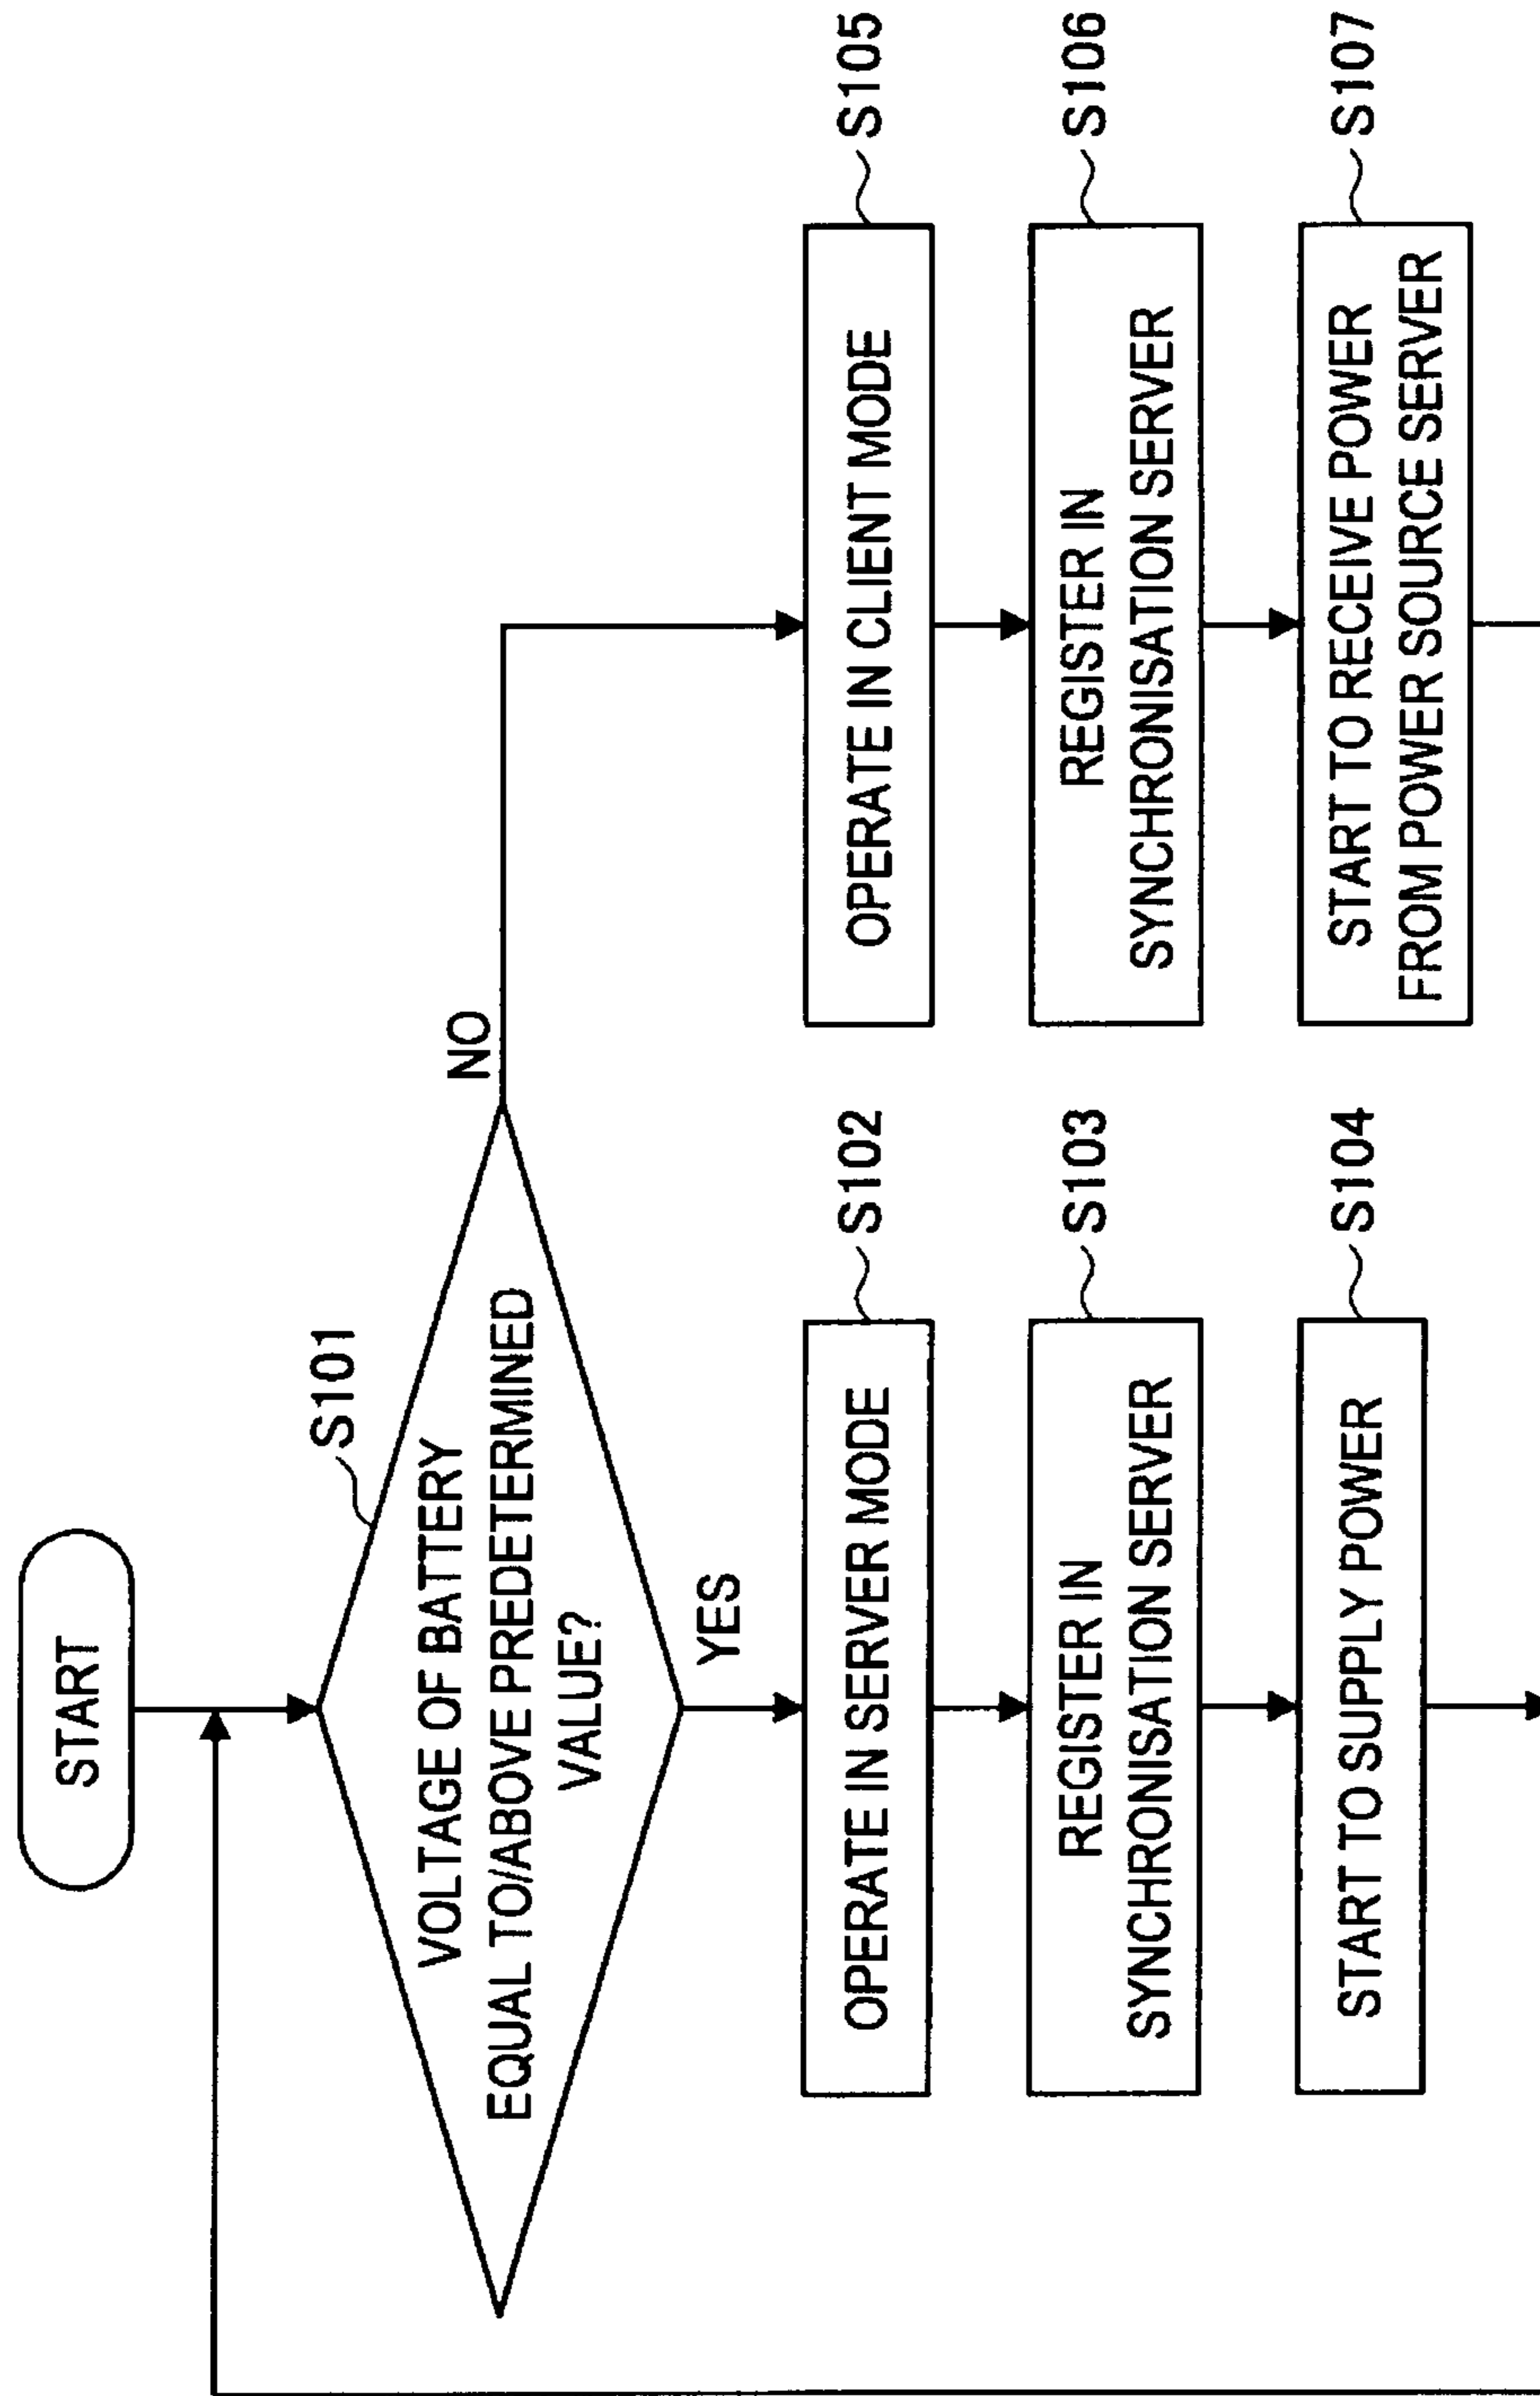 START
S101
VOLTAGE OF BATTERY
EQUAL TO/ABOVE PREDETERMINED
VALUE?
NO
YES
OPERATE IN SERVER MODE
S102
REGISTER IN
SYNCHRONISATION SERVER
S103
START TO SUPPLY POWER
S104
OPERATE IN CLIENT MODE
S105
REGISTER IN
SYNCHRONISATION SERVER
S106
START TO RECEIVE POWER
FROM POWER SOURCE SERVER
S107